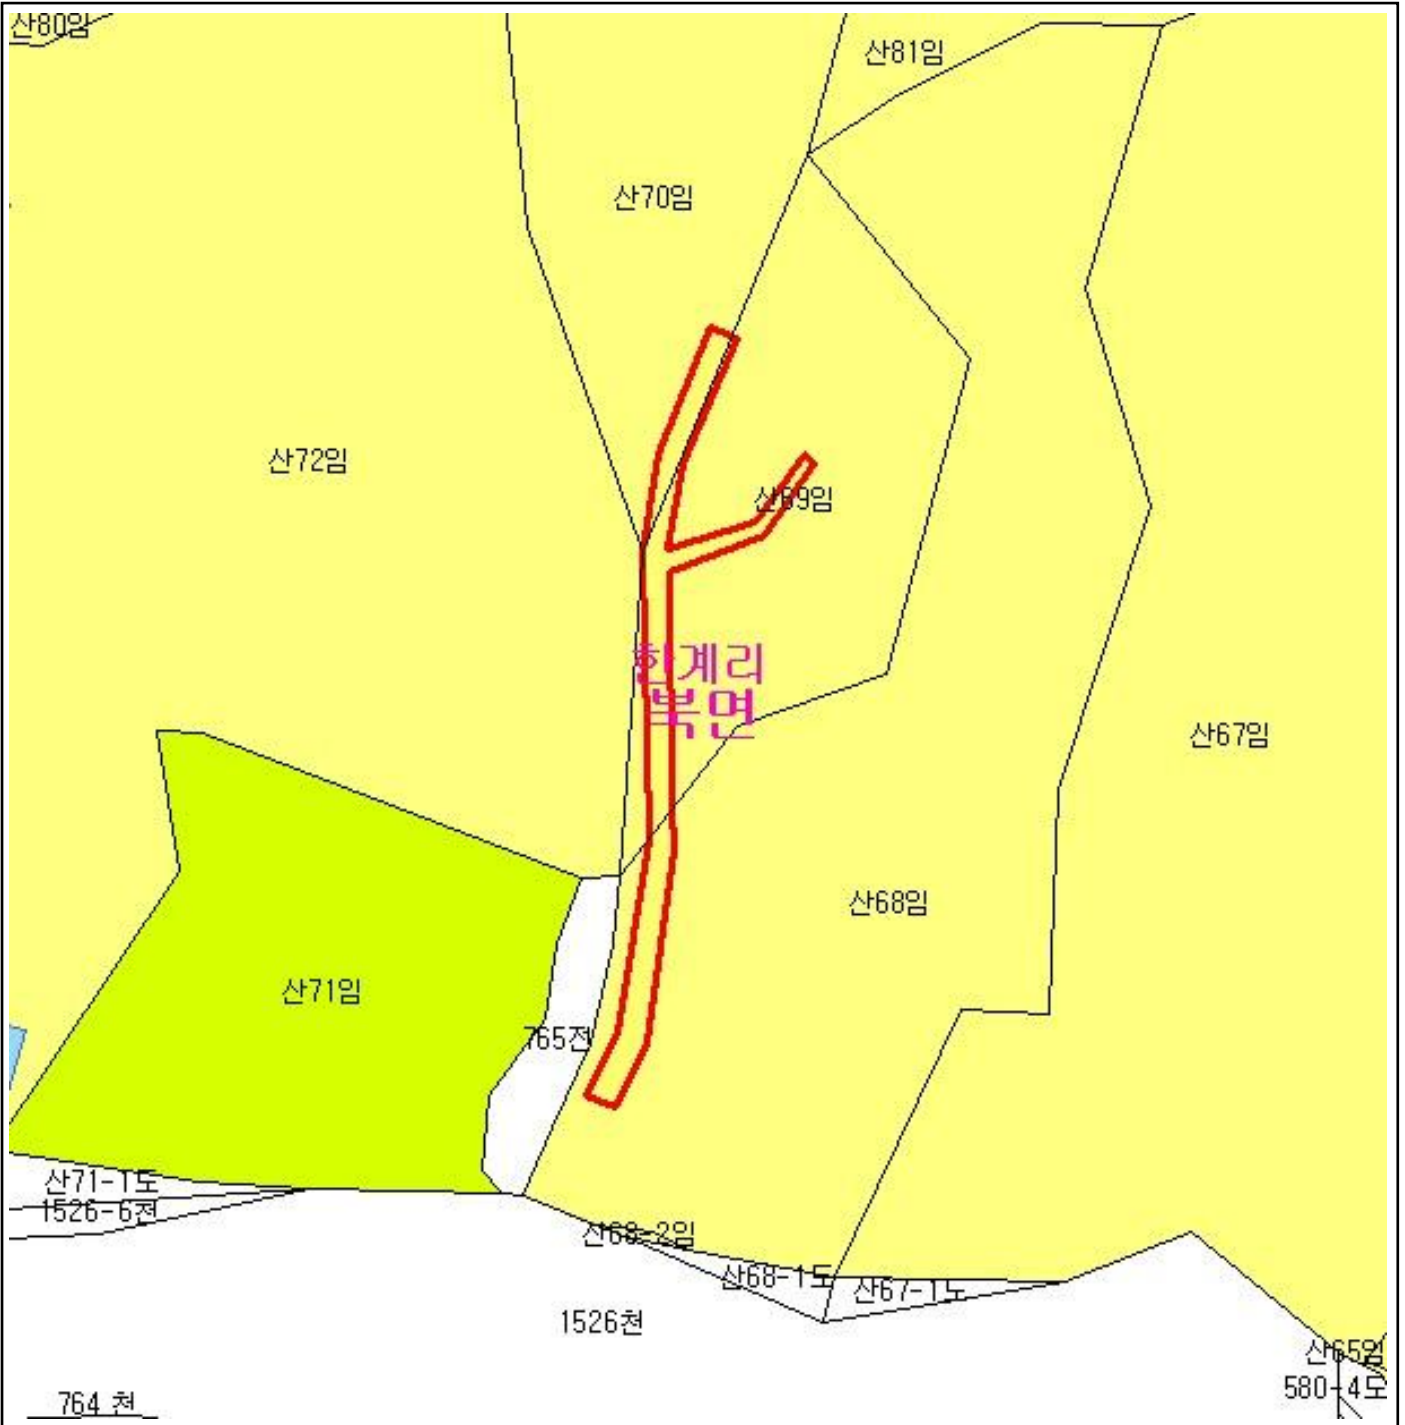 산80임
산81임
산70임
산72임
산69임
한계리
북면
산67임
산68임
산71임
765전
산71-1도
1526-6천
산68-2임
산68-1도
산67-1도
1526천
산65임
580-4도
764 천